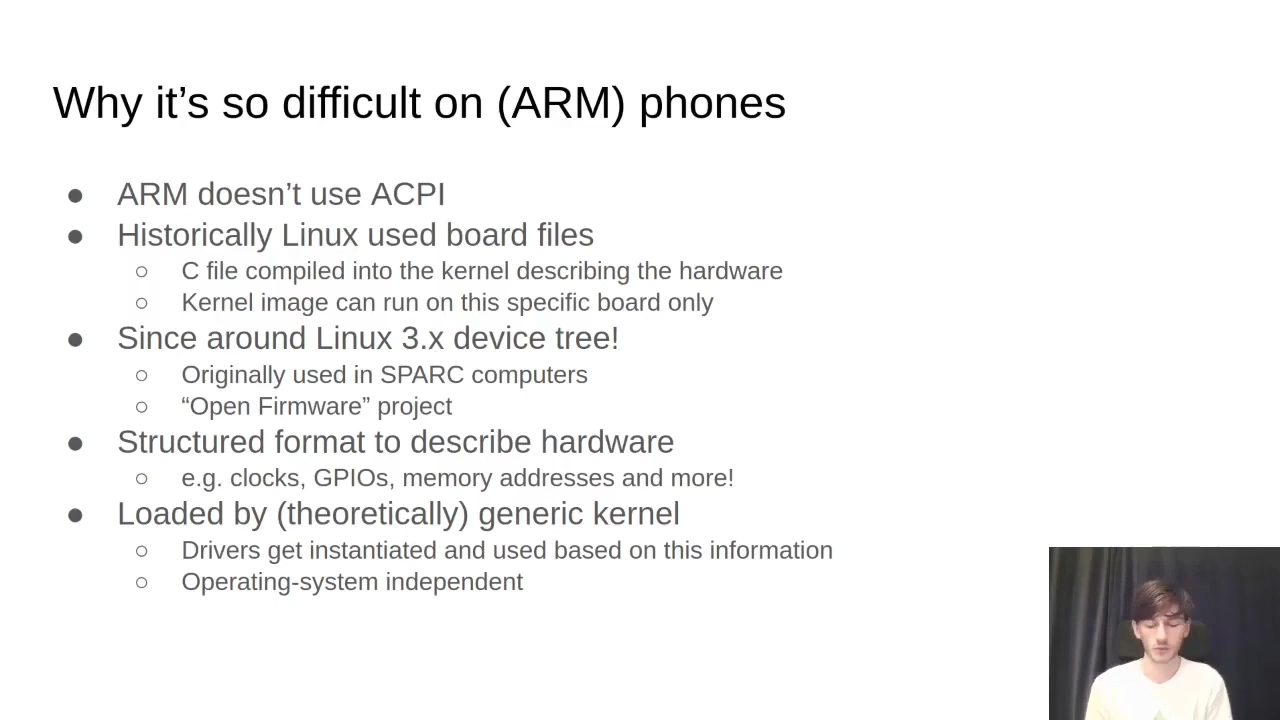 Why it’s so difficult on (ARM) phones
● ARM doesn’t use ACPI
● Historically Linux used board files
○ C file compiled into the kernel describing the hardware
○ Kernel image can run on this specific board only
● Since around Linux 3.x device tree!
○ Originally used in SPARC computers
○ “Open Firmware” project
● Structured format to describe hardware
○ e.g. clocks, GPIOs, memory addresses and more!
● Loaded by (theoretically) generic kernel
○ Drivers get instantiated and used based on this information
○ Operating-system independent